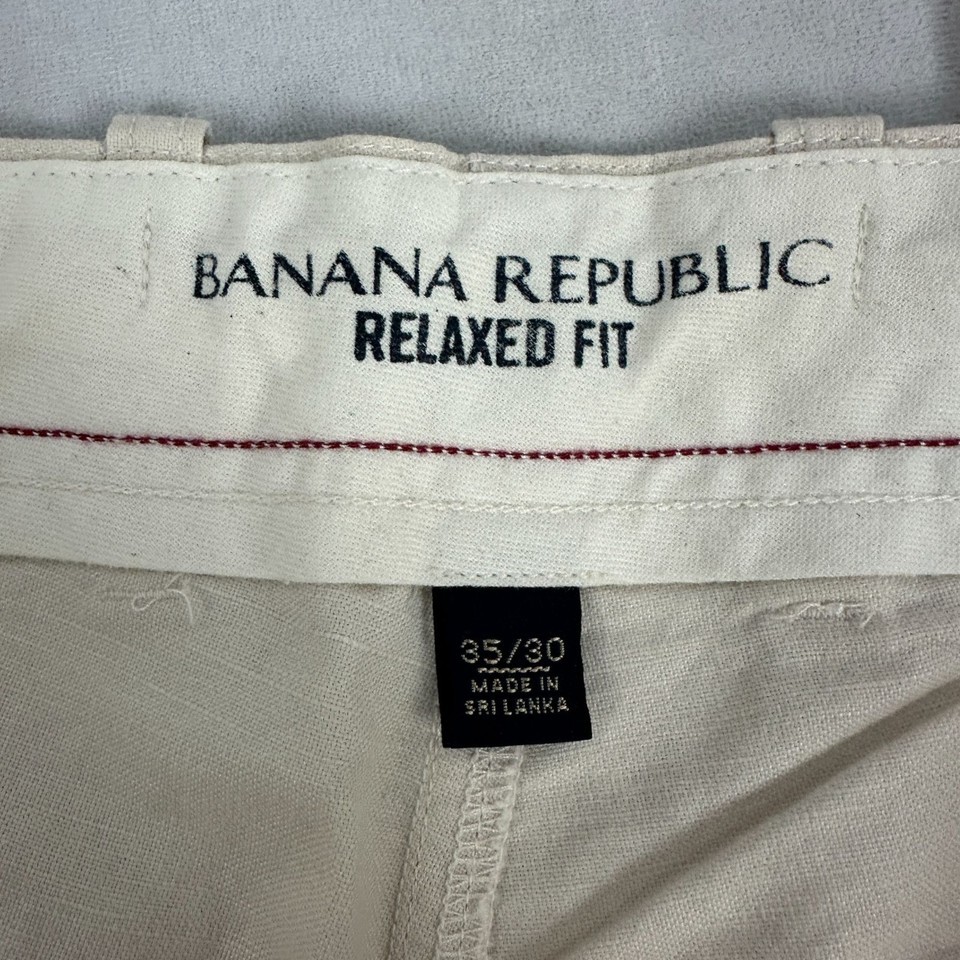 BANANA REPUBLIC
RELAXED FIT
35/30
MADE IN
SRI LANKA